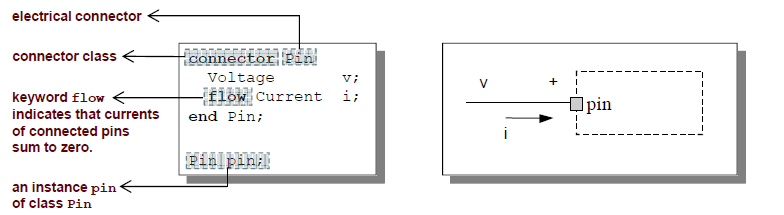 electrical connector
connector class
keyword flow
indicates that currents
of connected pins
sum to zero.
an instance pin
of class Pin
connector Pin
Voltage v;
flow Current i;
end Pin;
Pin pin;
v +
pin
i